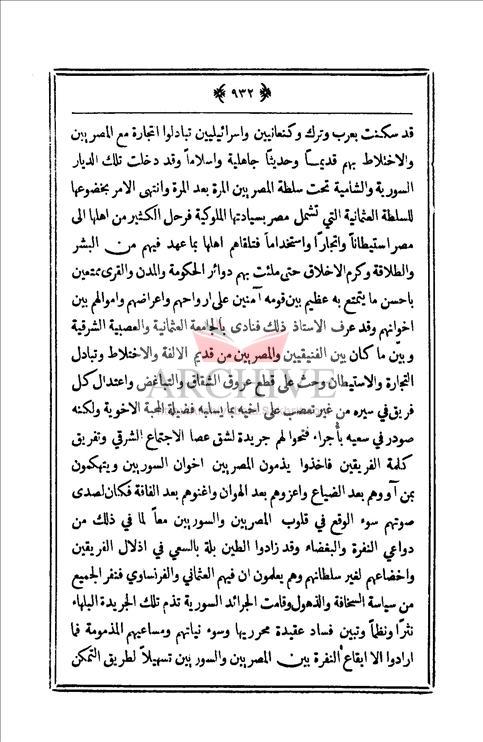 ﴿ ٩٣٢ ﴾
قد سكنت بعرب وترك وكنعانيين واسرائيليين تبادلوا التجارة مع المصريين
والاختلاط بهم قديماً وحديثاً جاهلية واسلاماً وقد دخلت تلك الديار
السورية والشامية تحت سلطة المصريين المرة بعد المرة وانتهى الامر بخضوعها
للسلطة العثمانية التي تشمل مصر بسيادتها الملوكية فرحل الكثير من اهلها الى
مصر استيطاناً واتجاراً واستخداماً فتلقاهم اهلها بما عهد فيهم من البشر
والطلاقة وكرم الاخلاق حتى ملئت بهم دوائر الحكومة والمدن والقرى ممتعين
باحسن ما يتمتع به عظيم بين قومه آمنين على ارواحهم واعراضهم واموالهم بين
اخوانهم وقد عرف الاستاذ ذلك فنادى بالجامعة العثمانية والعصبية الشرقية
وبين ما كان بين الفنيقيين والمصريين من قديم الالفة والاختلاط وتبادل
التجارة والاستيطان وحث على قطع عروق الشقاق والتباغض واعتدال كل
فريق في سيره من غير تعصب على اخيه بما يسلبه فضيلة المحبة الاخوية ولكنه
صودر في سعيه بأجراء فتحوا لهم جريدة لشق عصا الاجتماع الشرقي وتفريق
كلمة الفريقين فاخذوا يذمون المصريين اخوان السوريين ويتهكمون
بمن آووهم بعد الضياع واعزوهم بعد الهوان واغنوهم بعد الفاقة فكان لصدى
صوتهم سوء الوقع في قلوب المصريين والسوريين معاً لما في ذلك من
دواعي النفرة والبغضاء وقد زادوا الطين بلة بالسعي في اذلال الفريقين
واخضاعهم لغير سلطانهم وهم يعلمون ان فيهم العثماني والفرنساوي فنفر الجميع
من سياسة السخافة والذهول وقامت الجرائد السورية تذم تلك الجريدة البلهاء
نثراً ونظماً وتبين فساد عقيدة محرريها وسوء نياتهم ومساعيهم المذمومة فما
ارادوا الا ايقاع النفرة بين المصريين والسوريين تسهيلاً لطريق التمكن
ARCHIVE